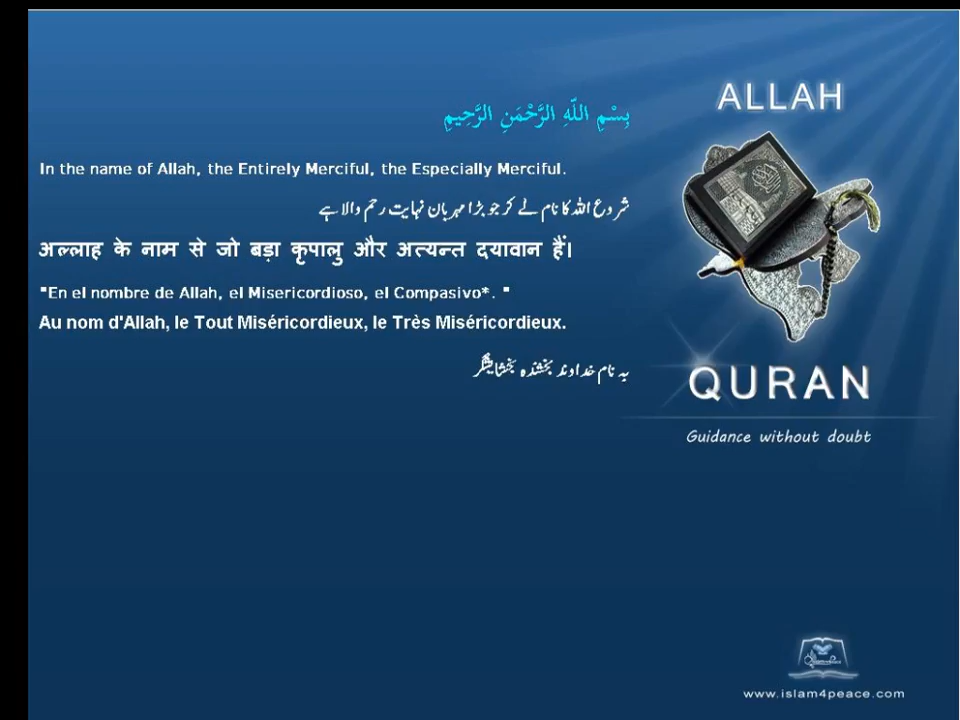 بِسْمِ اللَّهِ الرَّحْمَنِ الرَّحِيمِ
In the name of Allah, the Entirely Merciful, the Especially Merciful.
شروع اللہ کا نام لے کر جو بڑا مہربان نہایت رحم والا ہے
अल्लाह के नाम से जो बड़ा कृपालु और अत्यन्त दयावान हैं।
"En el nombre de Allah, el Misericordioso, el Compasivo*. "
Au nom d'Allah, le Tout Miséricordieux, le Très Miséricordieux.
به نام خداوند بخشنده بخشایشگر
ALLAH
QURAN
Guidance without doubt
www.islam4peace.com